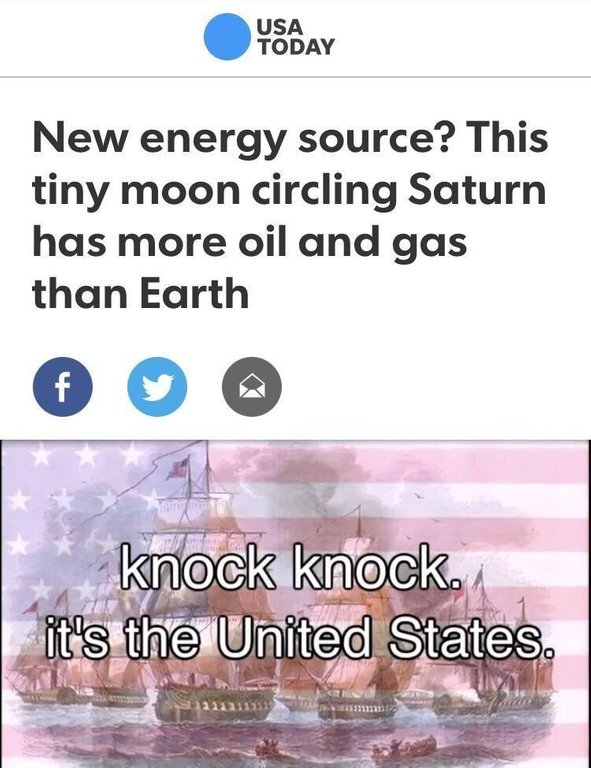 USA
TODAY
New energy source? This
tiny moon circling Saturn
has more oil and gas
than Earth
f
knock knock.
it's the United States.